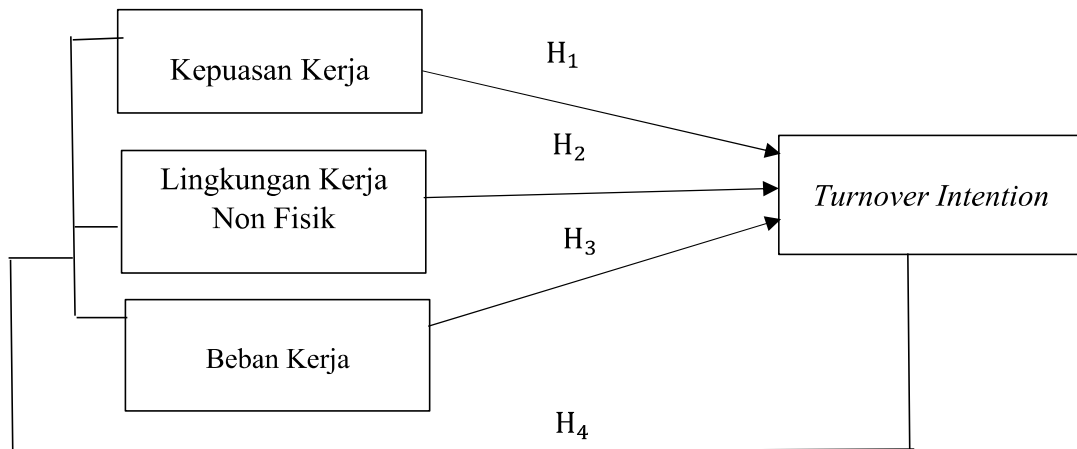 H₁
Kepuasan Kerja
H₂
Lingkungan Kerja
Non Fisik
Turnover Intention
H₃
Beban Kerja
H₄